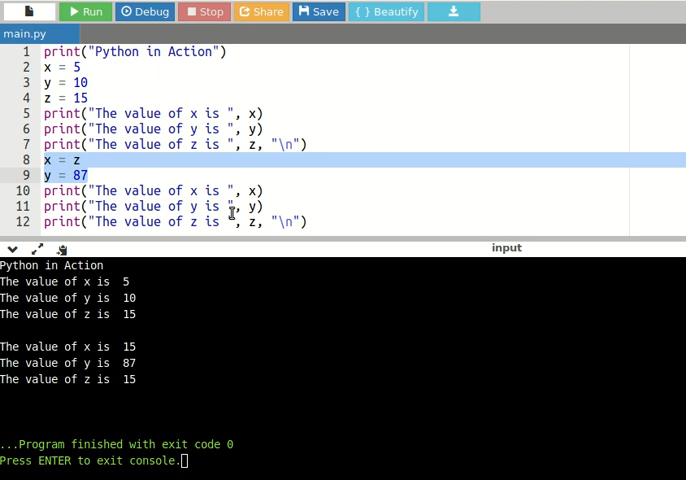 Run Debug Stop Share Save { } Beautify
main.py
1 print("Python in Action")
2 x = 5
3 y = 10
4 z = 15
5 print("The value of x is ", x)
6 print("The value of y is ", y)
7 print("The value of z is ", z, "\n")
8 x = z
9 y = 87
10 print("The value of x is ", x)
11 print("The value of y is ", y)
12 print("The value of z is ", z, "\n")
input
Python in Action
The value of x is  5
The value of y is  10
The value of z is  15
The value of x is  15
The value of y is  87
The value of z is  15
...Program finished with exit code 0
Press ENTER to exit console.